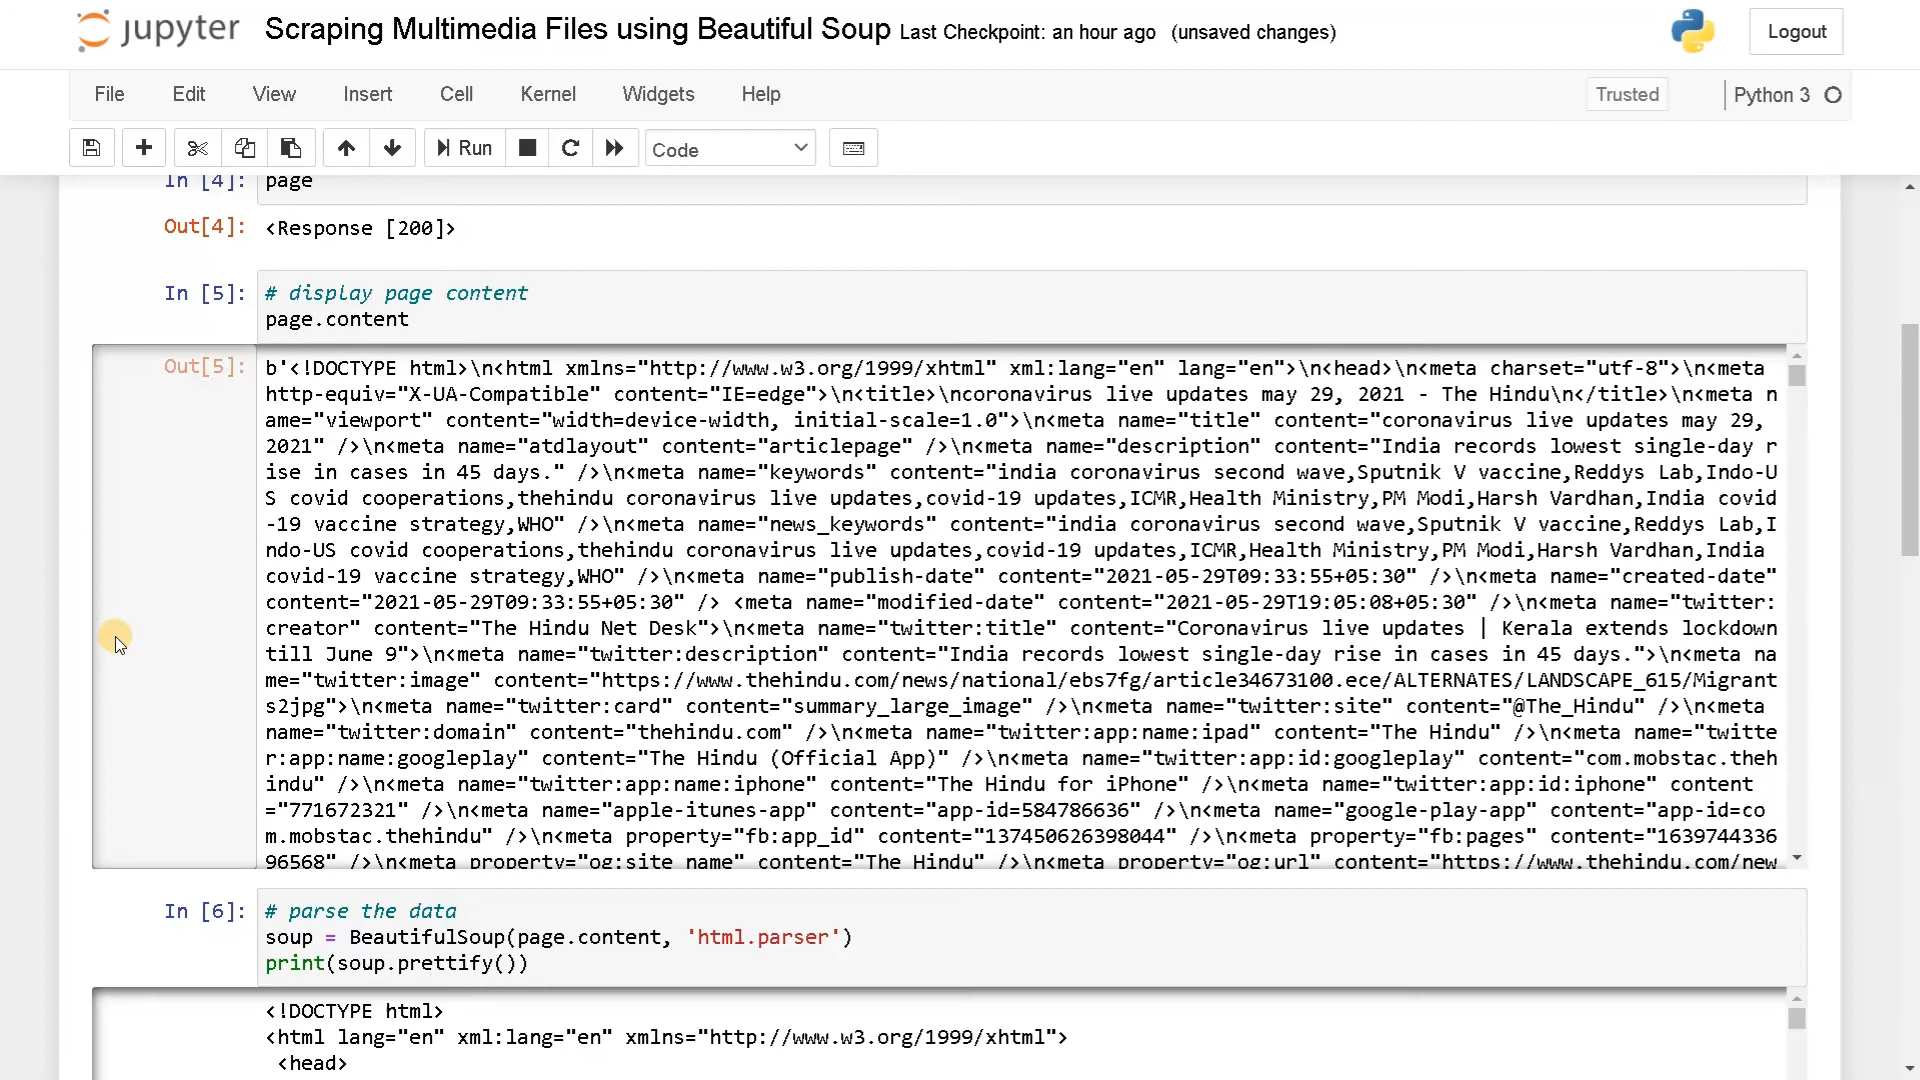 jupyter Scraping Multimedia Files using Beautiful Soup Last Checkpoint: an hour ago (unsaved changes) Logout
File Edit View Insert Cell Kernel Widgets Help Trusted Python 3
Run Code
In [4]: page
Out[4]: <Response [200]>
In [5]: # display page content
page.content
Out[5]: b'<!DOCTYPE html>\n<html xmlns="http://www.w3.org/1999/xhtml" xml:lang="en" lang="en">\n<head>\n<meta charset="utf-8">\n<meta
http-equiv="X-UA-Compatible" content="IE=edge">\n<title>\ncoronavirus live updates may 29, 2021 - The Hindu\n</title>\n<meta n
ame="viewport" content="width=device-width, initial-scale=1.0">\n<meta name="title" content="coronavirus live updates may 29,
2021" />\n<meta name="atdlayout" content="articlepage" />\n<meta name="description" content="India records lowest single-day r
ise in cases in 45 days." />\n<meta name="keywords" content="india coronavirus second wave,Sputnik V vaccine,Reddys Lab,Indo-U
S covid cooperations,thehindu coronavirus live updates,covid-19 updates,ICMR,Health Ministry,PM Modi,Harsh Vardhan,India covid
-19 vaccine strategy,WHO" />\n<meta name="news_keywords" content="india coronavirus second wave,Sputnik V vaccine,Reddys Lab,I
ndo-US covid cooperations,thehindu coronavirus live updates,covid-19 updates,ICMR,Health Ministry,PM Modi,Harsh Vardhan,India
covid-19 vaccine strategy,WHO" />\n<meta name="publish-date" content="2021-05-29T09:33:55+05:30" />\n<meta name="created-date"
content="2021-05-29T09:33:55+05:30" /> <meta name="modified-date" content="2021-05-29T19:05:08+05:30" />\n<meta name="twitter:
creator" content="The Hindu Net Desk">\n<meta name="twitter:title" content="Coronavirus live updates | Kerala extends lockdown
till June 9">\n<meta name="twitter:description" content="India records lowest single-day rise in cases in 45 days.">\n<meta na
me="twitter:image" content="https://www.thehindu.com/news/national/ebs7fg/article34673100.ece/ALTERNATES/LANDSCAPE_615/Migrant
s2jpg">\n<meta name="twitter:card" content="summary_large_image" />\n<meta name="twitter:site" content="@The_Hindu" />\n<meta
name="twitter:domain" content="thehindu.com" />\n<meta name="twitter:app:name:ipad" content="The Hindu" />\n<meta name="twitte
r:app:name:googleplay" content="The Hindu (Official App)" />\n<meta name="twitter:app:id:googleplay" content="com.mobstac.theh
indu" />\n<meta name="twitter:app:name:iphone" content="The Hindu for iPhone" />\n<meta name="twitter:app:id:iphone" content
="771672321" />\n<meta name="apple-itunes-app" content="app-id=584786636" />\n<meta name="google-play-app" content="app-id=co
m.mobstac.thehindu" />\n<meta property="fb:app_id" content="137450626398044" />\n<meta property="fb:pages" content="1639744336
96568" />\n<meta property="og:site_name" content="The Hindu" />\n<meta property="og:url" content="https://www.thehindu.com/new
In [6]: # parse the data
soup = BeautifulSoup(page.content, 'html.parser')
print(soup.prettify())
<!DOCTYPE html>
<html lang="en" xml:lang="en" xmlns="http://www.w3.org/1999/xhtml">
<head>